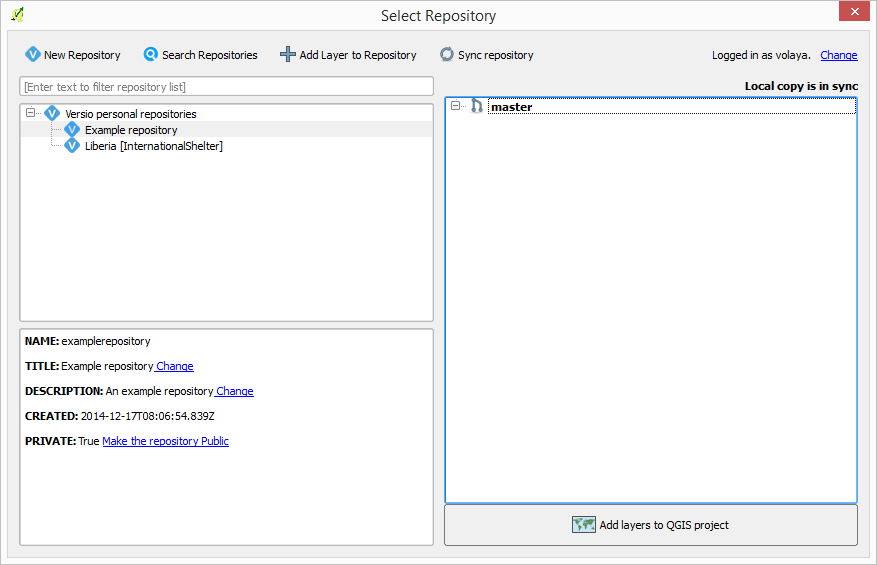 Select Repository
New Repository Search Repositories Add Layer to Repository Sync repository Logged in as volaya. Change
[Enter text to filter repository list]
Local copy is in sync
Versio personal repositories
Example repository
Liberia [InternationalShelter]
master
NAME: examplerepository
TITLE: Example repository Change
DESCRIPTION: An example repository Change
CREATED: 2014-12-17T08:06:54.839Z
PRIVATE: True Make the repository Public
Add layers to QGIS project